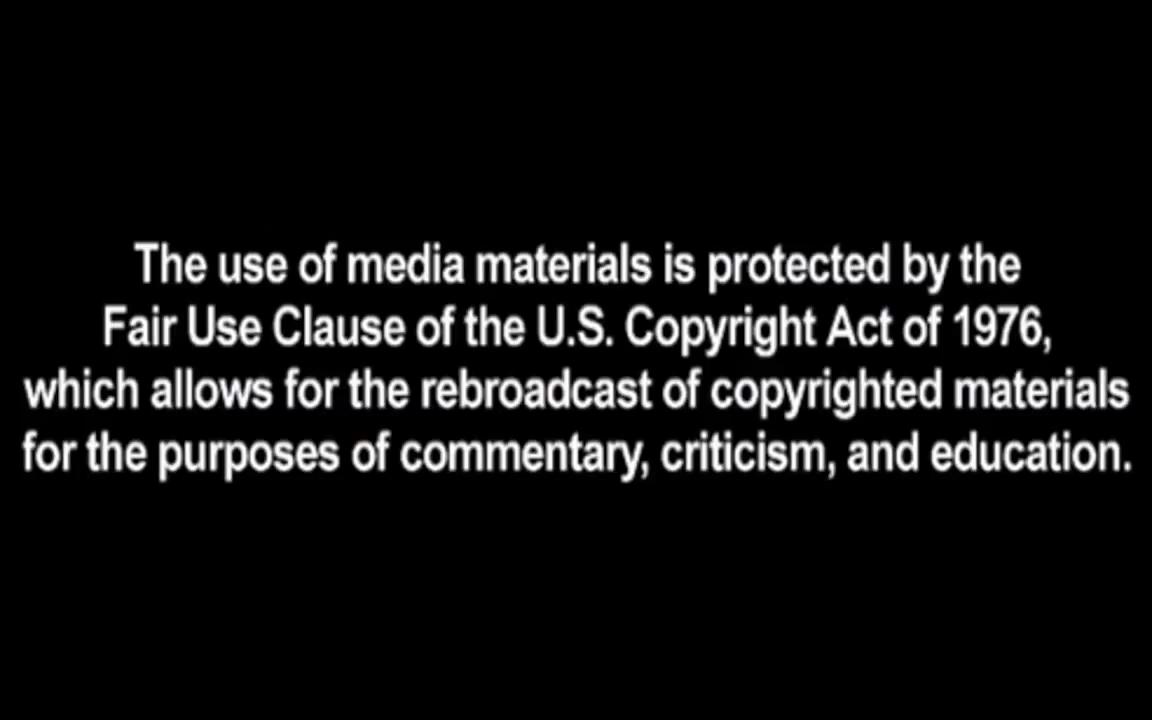 The use of media materials is protected by the
Fair Use Clause of the U.S. Copyright Act of 1976,
which allows for the rebroadcast of copyrighted materials
for the purposes of commentary, criticism, and education.